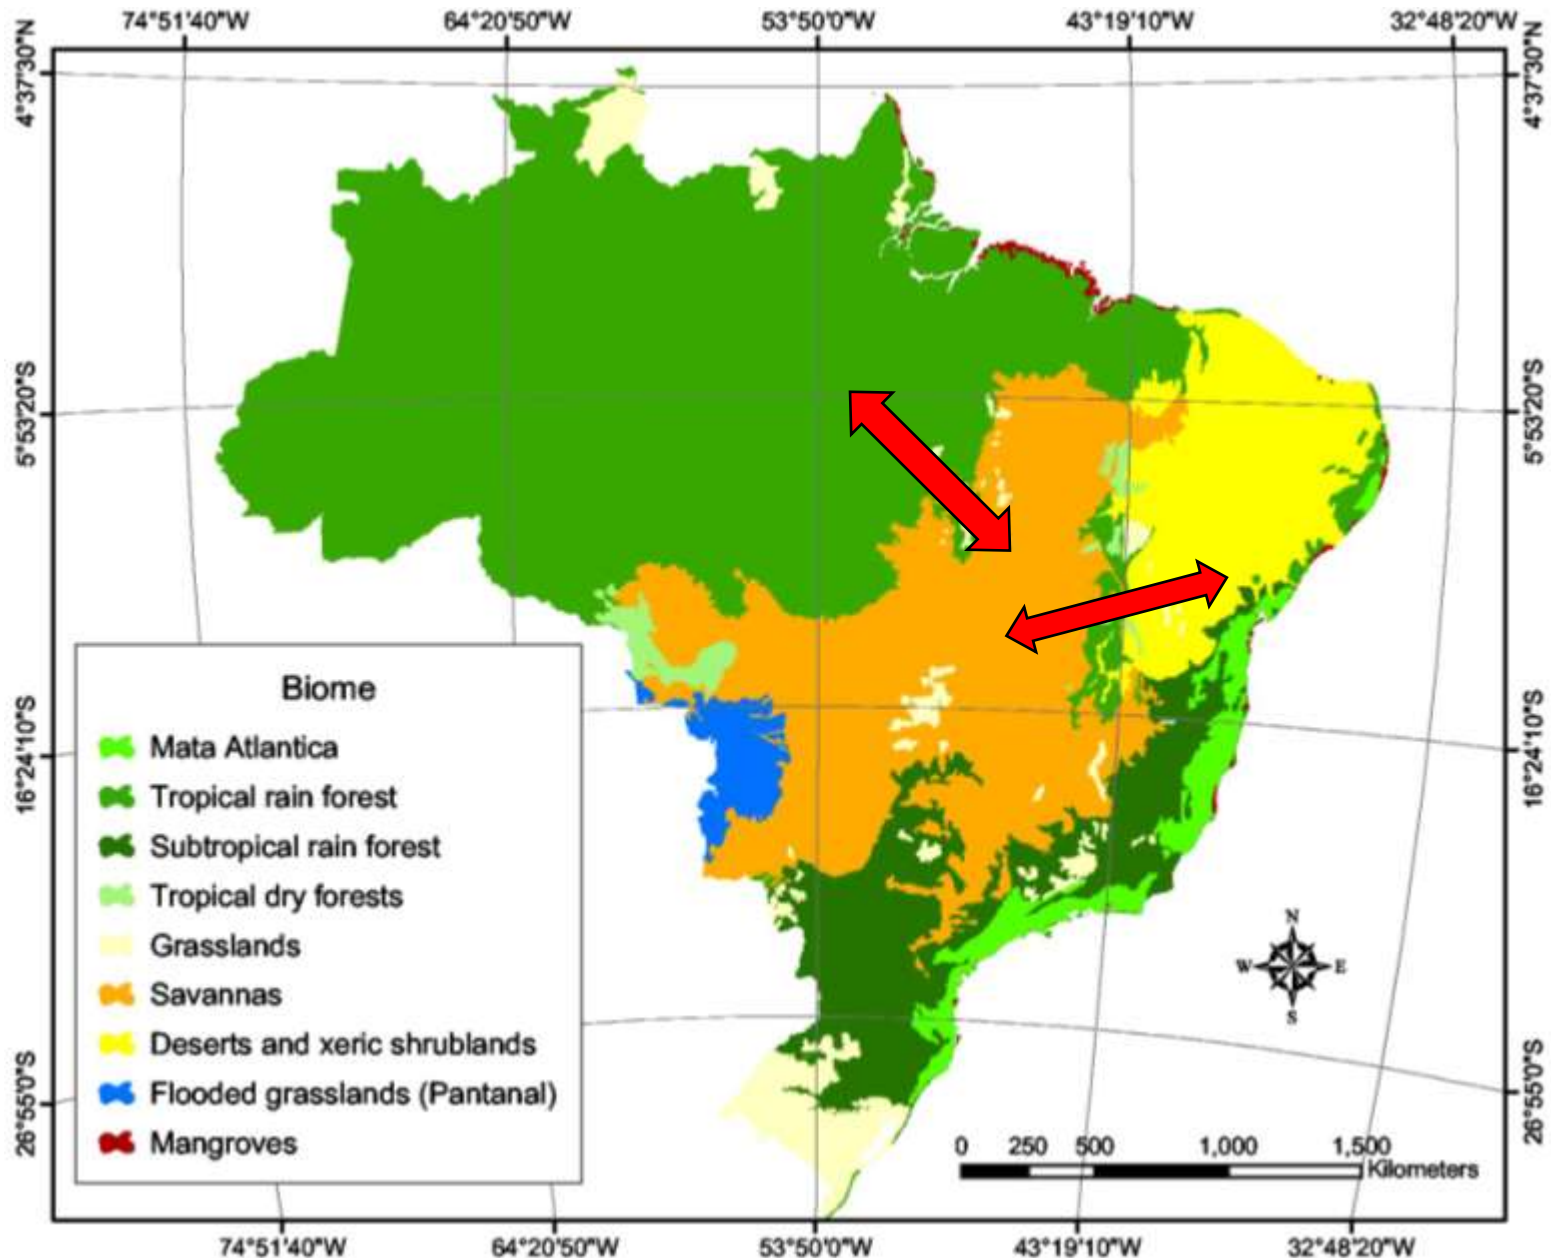 74°51'40"W 64°20'50"W 53°50'0"W 43°19'10"W 32°48'20"W
4°37'30"N
4°37'30"N
5°53'20"S
5°53'20"S
16°24'10"S
16°24'10"S
26°55'0"S
26°55'0"S
Biome
Mata Atlantica
Tropical rain forest
Subtropical rain forest
Tropical dry forests
Grasslands
Savannas
Deserts and xeric shrublands
Flooded grasslands (Pantanal)
Mangroves
N
W E
S
0 250 500 1,000 1,500
Kilometers
74°51'40"W 64°20'50"W 53°50'0"W 43°19'10"W 32°48'20"W